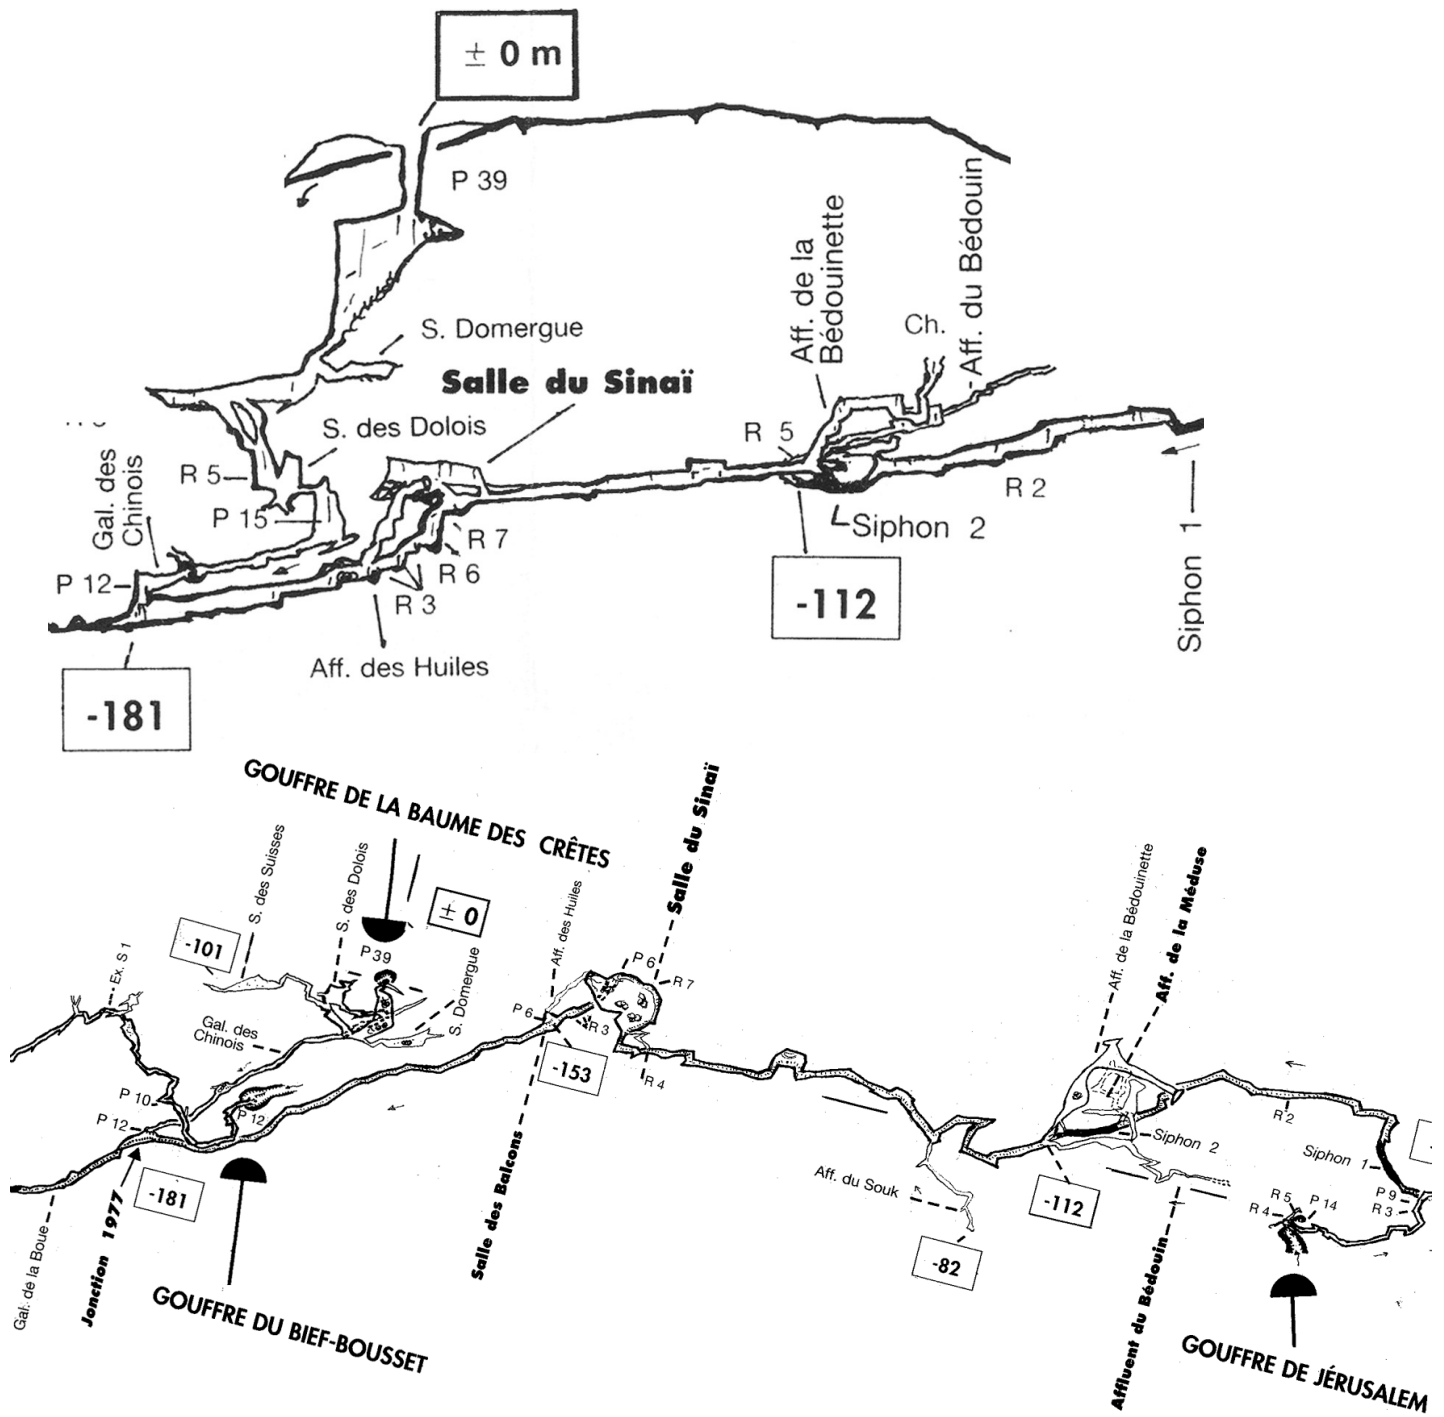 ± 0 m
P 39
Aff. de la
Bédouinette
Aff. du Bédouin
Ch.
S. Domergue
Salle du Sinaï
S. des Dolois
R 5
R 5
Gal. des
Chinois
P 15
R 2
Siphon 2
Siphon 1
R 7
R 6
R 3
P 12
Aff. des Huiles
-112
-181
GOUFFRE DE LA BAUME DES CRÊTES
Salle du Sinaï
S. des Suisses
S. des Dolois
± 0
Aff. des Huiles
Aff. de la Bédouinette
Aff. de la Méduse
-101
P 39
S. Domergue
Ex. S 1
P 6
R 7
Gal. des
Chinois
P 6
R 3
-153
R 4
P 10
P 12
P 12
R 2
Siphon 2
Siphon 1
Aff. du Souk
-112
-82
P 9
R 3
R 5
R 4
P 14
-181
Gal. de la Boue
Jonction 1977
Salle des Balcons
Affluent du Bédouin
GOUFFRE DU BIEF-BOUSSET
GOUFFRE DE JÉRUSALEM